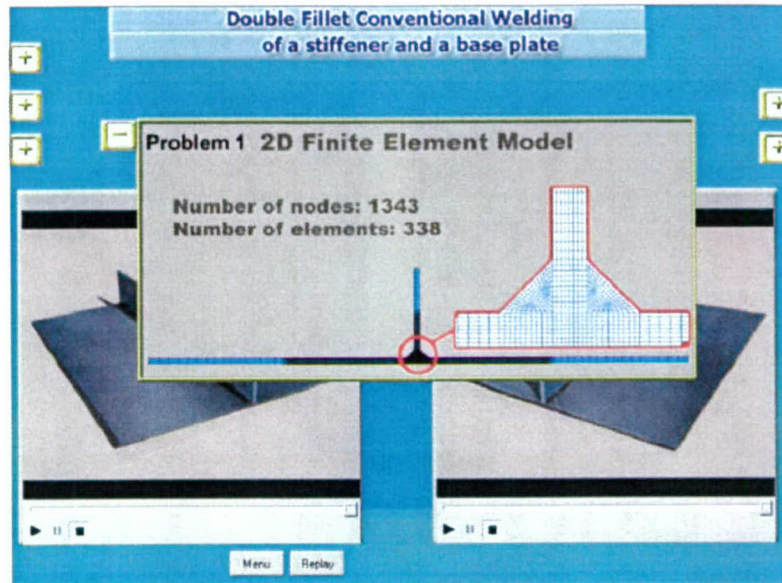 Double Fillet Conventional Welding
of a stiffener and a base plate
Problem 1 2D Finite Element Model
Number of nodes: 1343
Number of elements: 338
Menu Replay